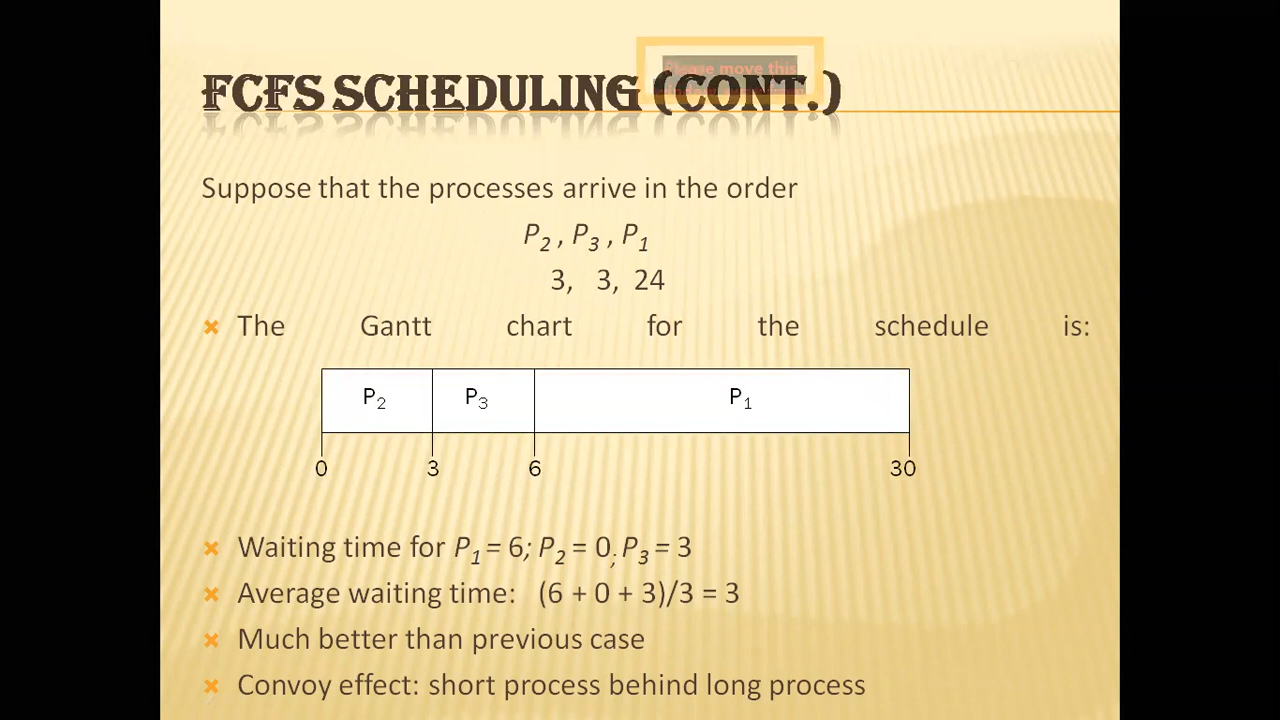 Please move this
FCFS SCHEDULING (CONT.)
Suppose that the processes arrive in the order
P2 , P3 , P1
3, 3, 24
The Gantt chart for the schedule is:
P2 P3 P1
0 3 6 30
Waiting time for P1 = 6; P2 = 0; P3 = 3
Average waiting time: (6 + 0 + 3)/3 = 3
Much better than previous case
Convoy effect: short process behind long process